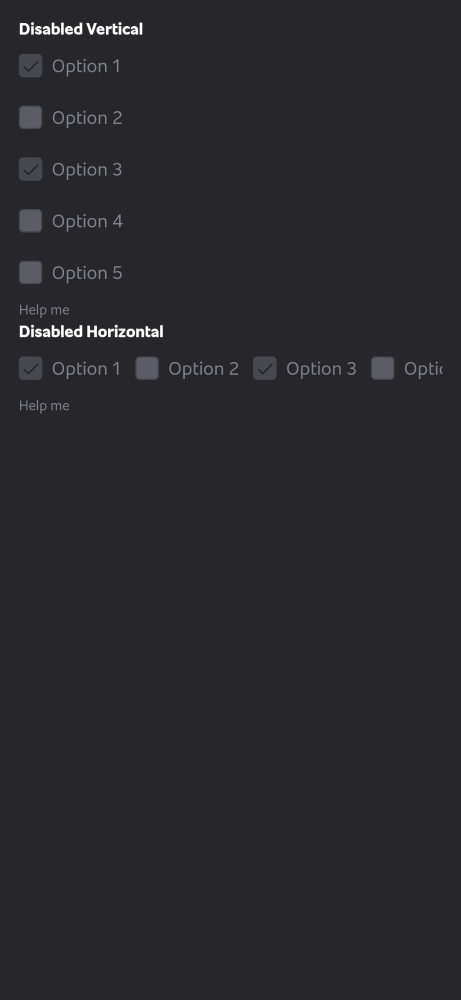 Disabled Vertical
Option 1
Option 2
Option 3
Option 4
Option 5
Help me
Disabled Horizontal
Option 1 Option 2 Option 3
Help me